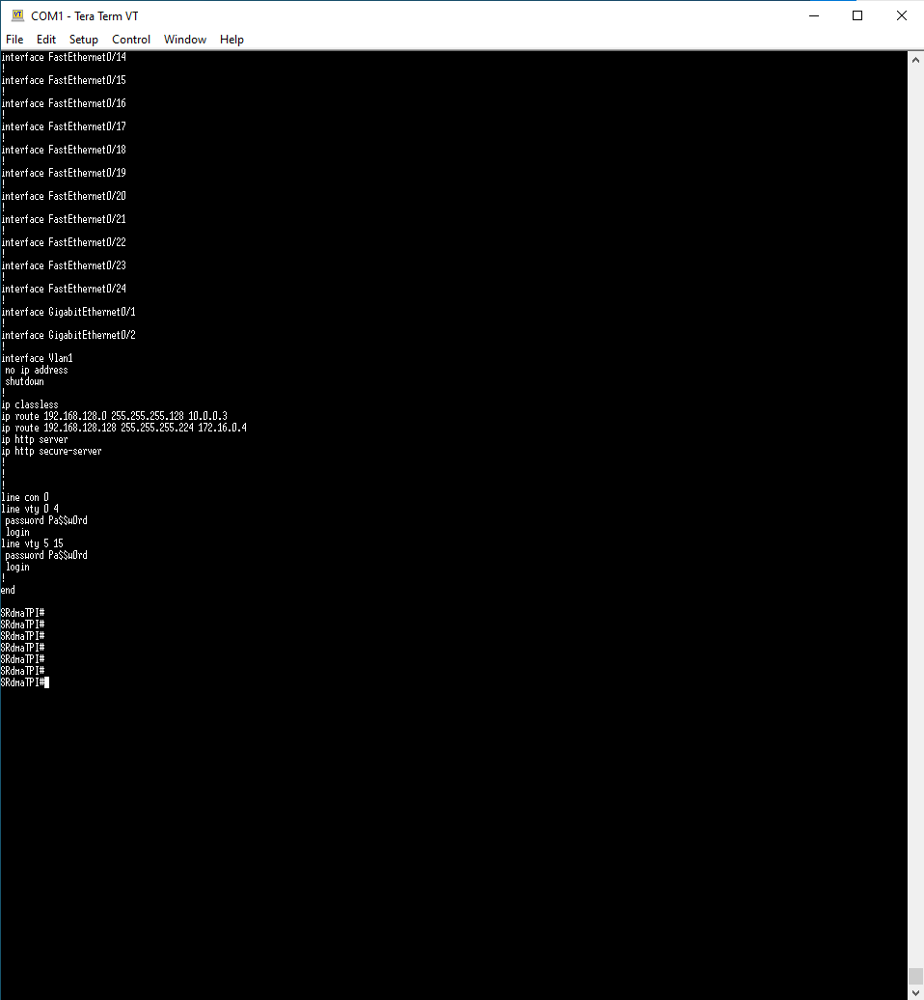 COM1 - Tera Term VT
File Edit Setup Control Window Help
interface FastEthernet0/14
!
interface FastEthernet0/15
!
interface FastEthernet0/16
!
interface FastEthernet0/17
!
interface FastEthernet0/18
!
interface FastEthernet0/19
!
interface FastEthernet0/20
!
interface FastEthernet0/21
!
interface FastEthernet0/22
!
interface FastEthernet0/23
!
interface FastEthernet0/24
!
interface GigabitEthernet0/1
!
interface GigabitEthernet0/2
!
interface Vlan1
 no ip address
 shutdown
!
ip classless
ip route 192.168.128.0 255.255.255.128 10.0.0.3
ip route 192.168.128.128 255.255.255.224 172.16.0.4
ip http server
ip http secure-server
!
!
!
line con 0
line vty 0 4
 password Pa$$w0rd
 login
line vty 5 15
 password Pa$$w0rd
 login
!
end
SRdmaTPI#
SRdmaTPI#
SRdmaTPI#
SRdmaTPI#
SRdmaTPI#
SRdmaTPI#
SRdmaTPI#